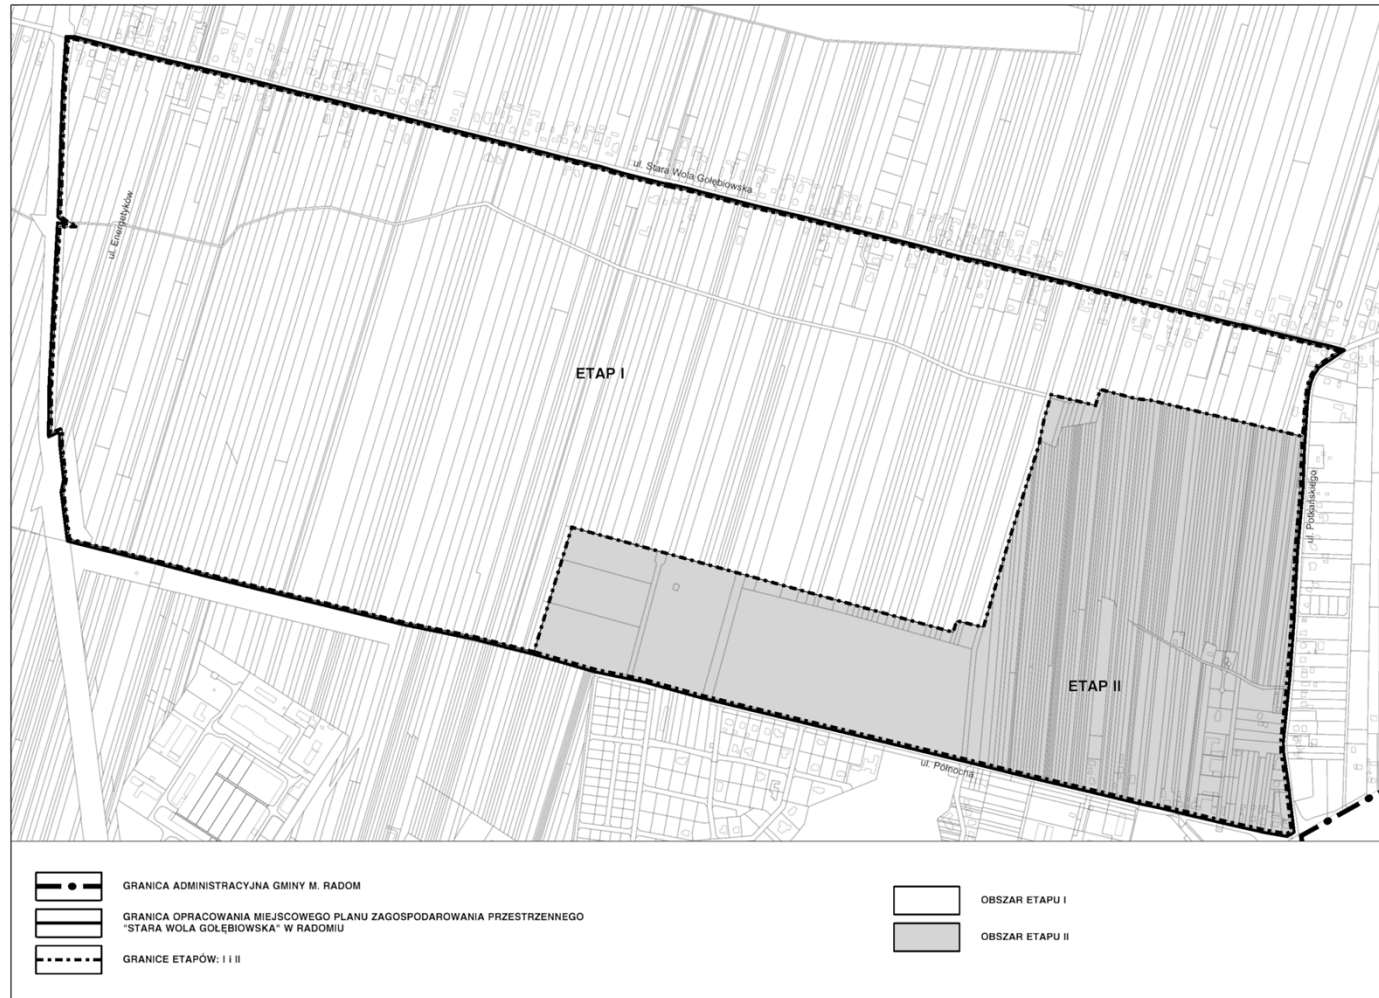 ul. Stara Wola Gołębiowska
ul. Energetyków
ETAP I
ul. Potkańskiego
ETAP II
ul. Północna
GRANICA ADMINISTRACYJNA GMINY M. RADOM
GRANICA OPRACOWANIA MIEJSCOWEGO PLANU ZAGOSPODAROWANIA PRZESTRZENNEGO
"STARA WOLA GOŁĘBIOWSKA" W RADOMIU
GRANICE ETAPÓW: I i II
OBSZAR ETAPU I
OBSZAR ETAPU II